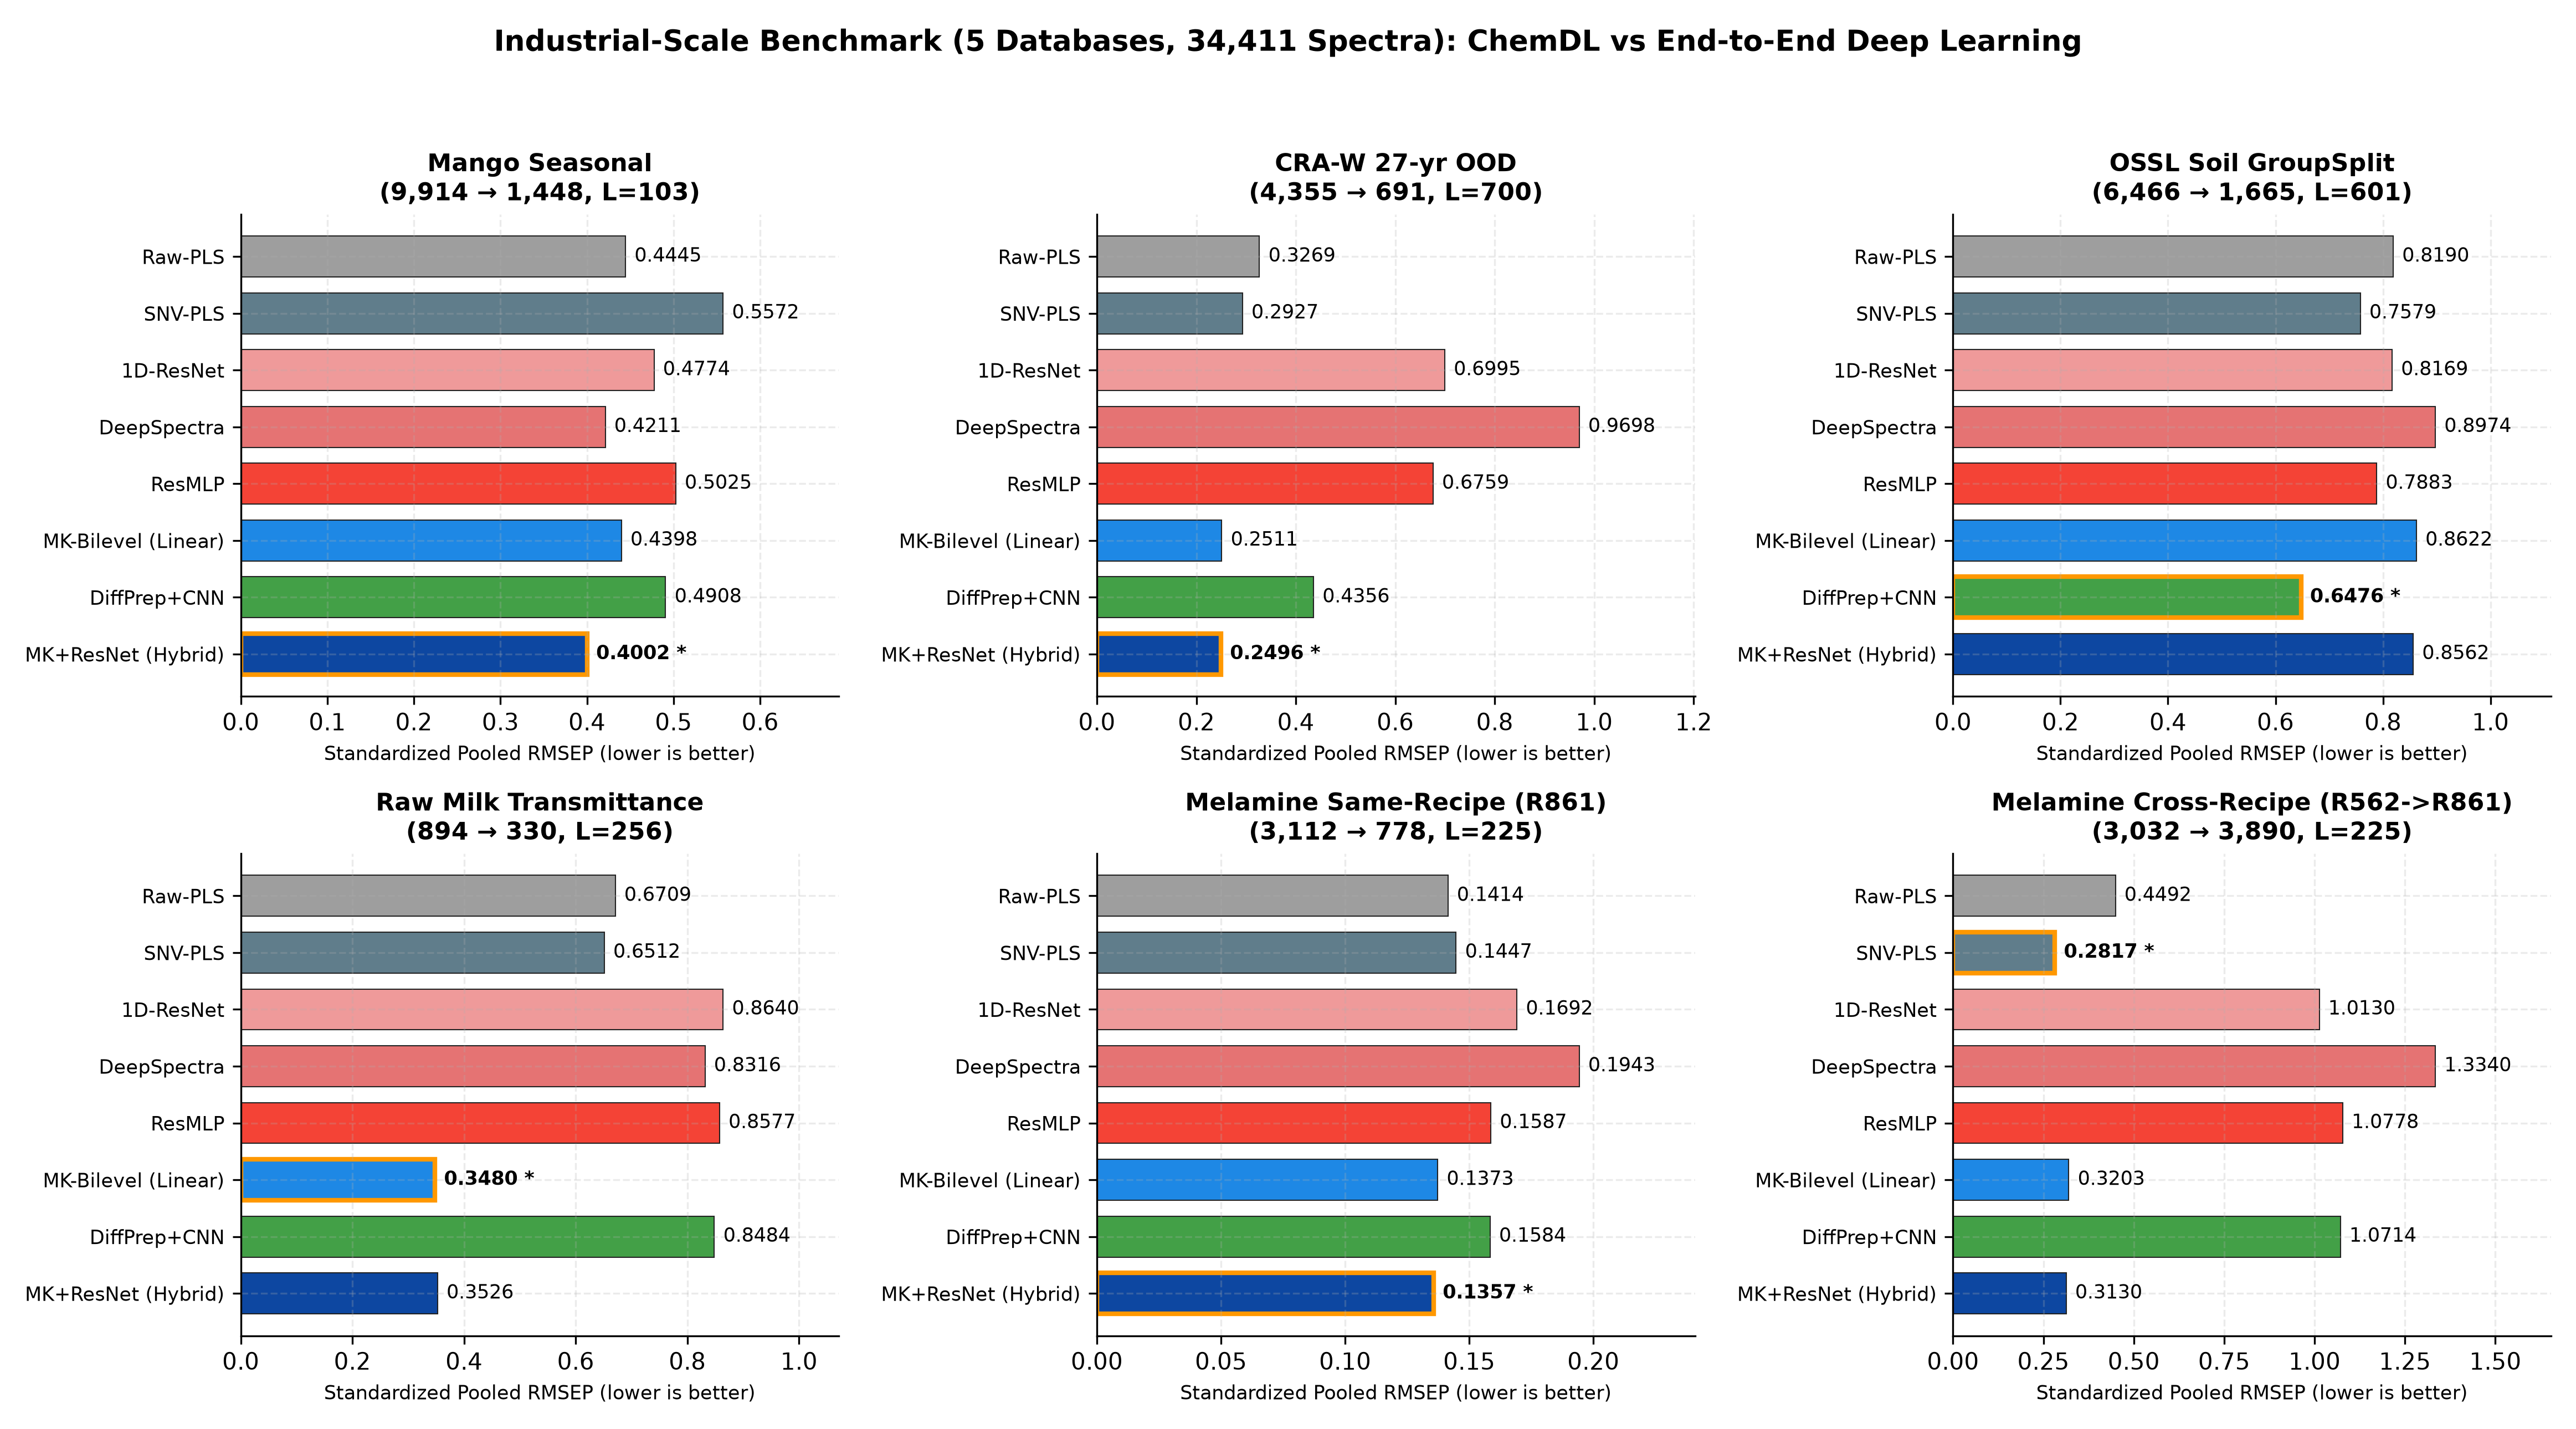 Industrial-Scale Benchmark (5 Databases, 34,411 Spectra): ChemDL vs End-to-End Deep Learning
Mango Seasonal
(9,914 → 1,448, L=103)
Raw-PLS 0.4445
SNV-PLS 0.5572
1D-ResNet 0.4774
DeepSpectra 0.4211
ResMLP 0.5025
MK-Bilevel (Linear) 0.4398
DiffPrep+CNN 0.4908
MK+ResNet (Hybrid) 0.4002 *
0.0 0.1 0.2 0.3 0.4 0.5 0.6
Standardized Pooled RMSEP (lower is better)
CRA-W 27-yr OOD
(4,355 → 691, L=700)
Raw-PLS 0.3269
SNV-PLS 0.2927
1D-ResNet 0.6995
DeepSpectra 0.9698
ResMLP 0.6759
MK-Bilevel (Linear) 0.2511
DiffPrep+CNN 0.4356
MK+ResNet (Hybrid) 0.2496 *
0.0 0.2 0.4 0.6 0.8 1.0 1.2
Standardized Pooled RMSEP (lower is better)
OSSL Soil GroupSplit
(6,466 → 1,665, L=601)
Raw-PLS 0.8190
SNV-PLS 0.7579
1D-ResNet 0.8169
DeepSpectra 0.8974
ResMLP 0.7883
MK-Bilevel (Linear) 0.8622
DiffPrep+CNN 0.6476 *
MK+ResNet (Hybrid) 0.8562
0.0 0.2 0.4 0.6 0.8 1.0
Standardized Pooled RMSEP (lower is better)
Raw Milk Transmittance
(894 → 330, L=256)
Raw-PLS 0.6709
SNV-PLS 0.6512
1D-ResNet 0.8640
DeepSpectra 0.8316
ResMLP 0.8577
MK-Bilevel (Linear) 0.3480 *
DiffPrep+CNN 0.8484
MK+ResNet (Hybrid) 0.3526
0.0 0.2 0.4 0.6 0.8 1.0
Standardized Pooled RMSEP (lower is better)
Melamine Same-Recipe (R861)
(3,112 → 778, L=225)
Raw-PLS 0.1414
SNV-PLS 0.1447
1D-ResNet 0.1692
DeepSpectra 0.1943
ResMLP 0.1587
MK-Bilevel (Linear) 0.1373
DiffPrep+CNN 0.1584
MK+ResNet (Hybrid) 0.1357 *
0.00 0.05 0.10 0.15 0.20
Standardized Pooled RMSEP (lower is better)
Melamine Cross-Recipe (R562->R861)
(3,032 → 3,890, L=225)
Raw-PLS 0.4492
SNV-PLS 0.2817 *
1D-ResNet 1.0130
DeepSpectra 1.3340
ResMLP 1.0778
MK-Bilevel (Linear) 0.3203
DiffPrep+CNN 1.0714
MK+ResNet (Hybrid) 0.3130
0.00 0.25 0.50 0.75 1.00 1.25 1.50
Standardized Pooled RMSEP (lower is better)